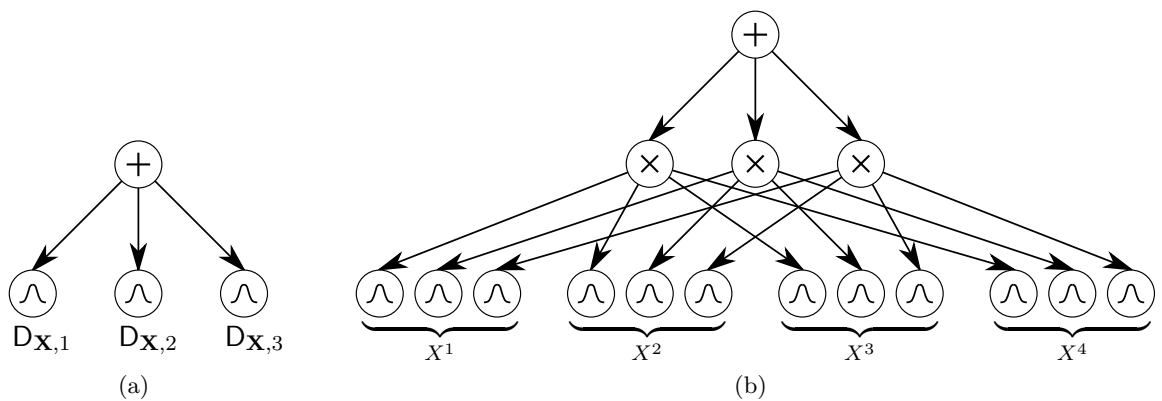 +
+
× × ×
D𝐗,1 D𝐗,2 D𝐗,3
X¹ X² X³ X⁴
(a) (b)